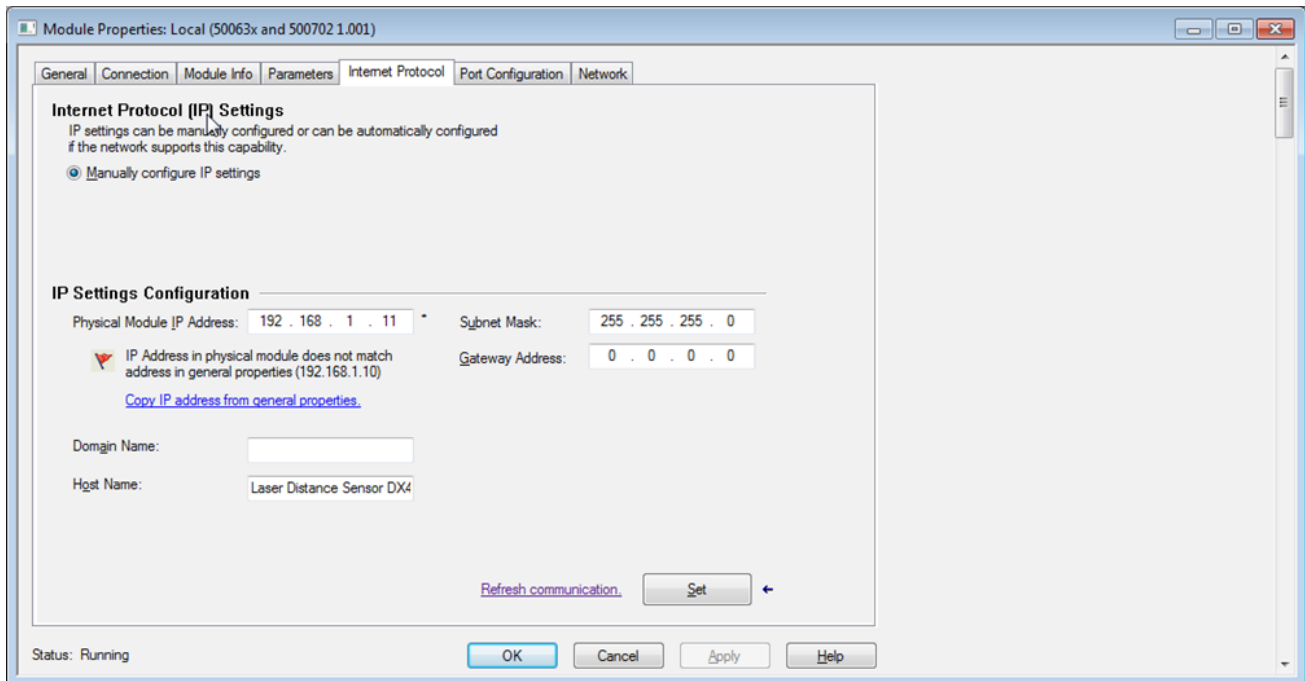 Module Properties: Local (50063x and 500702 1.001)
General Connection Module Info Parameters Internet Protocol Port Configuration Network
Internet Protocol (IP) Settings
IP settings can be manually configured or can be automatically configured
if the network supports this capability.
Manually configure IP settings
IP Settings Configuration
Physical Module IP Address: 192 . 168 . 1 . 11 * Subnet Mask: 255 . 255 . 255 . 0
IP Address in physical module does not match
address in general properties (192.168.1.10)
Gateway Address: 0 . 0 . 0 . 0
Copy IP address from general properties.
Domain Name:
Host Name: Laser Distance Sensor DX4
Refresh communication. Set
Status: Running OK Cancel Apply Help